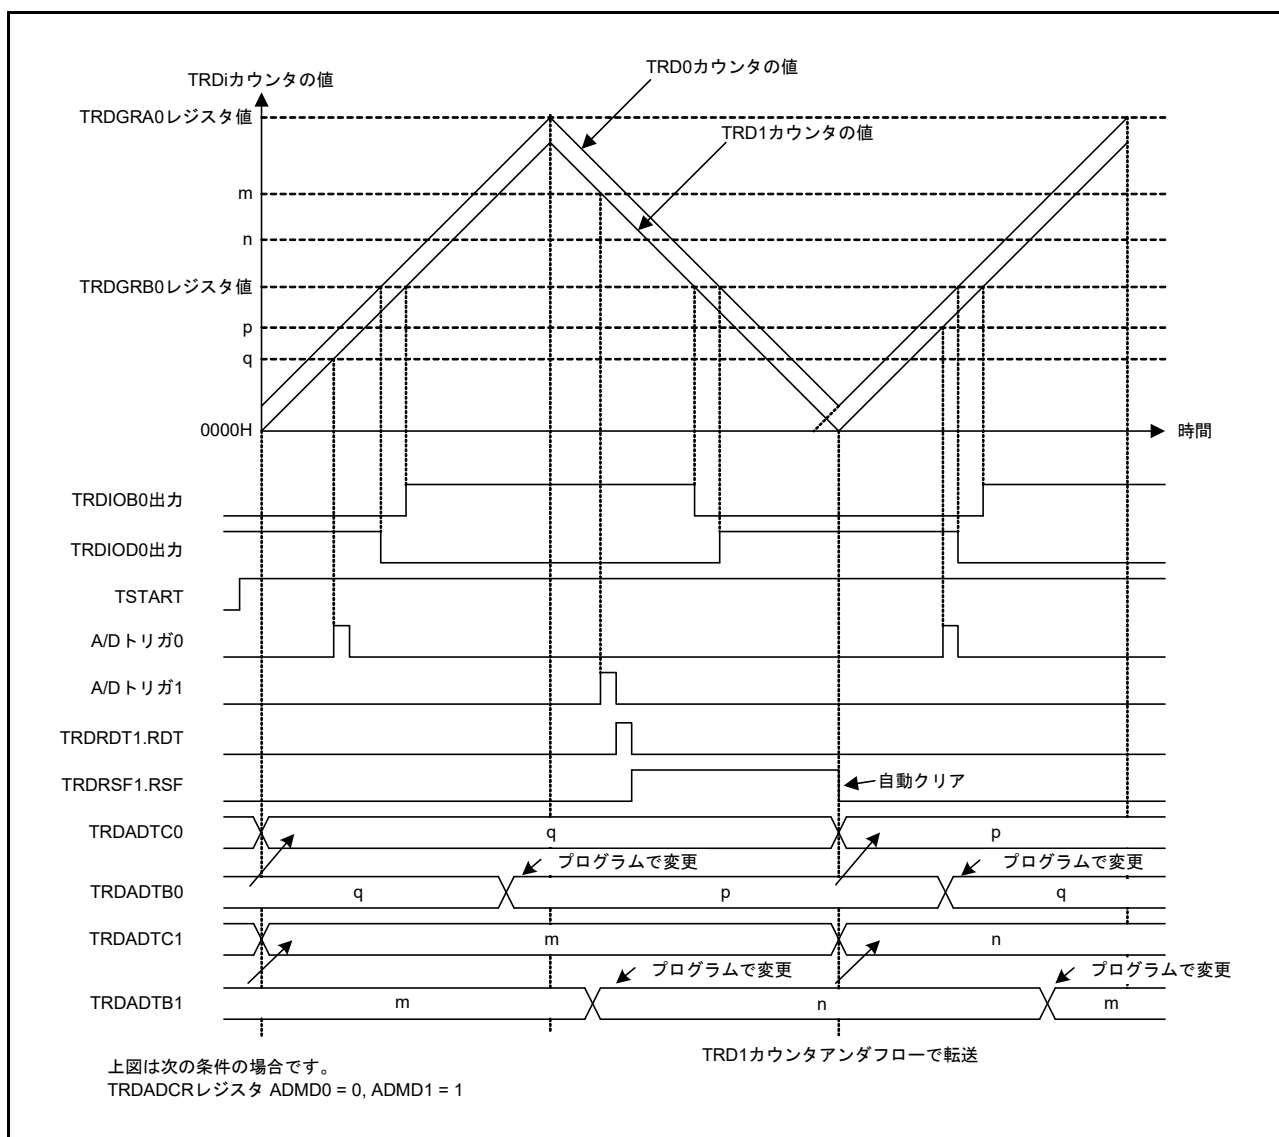 TRDiカウンタの値
TRD0カウンタの値
TRDGRA0レジスタ値
TRD1カウンタの値
m
n
TRDGRB0レジスタ値
p
q
0000H
時間
TRDIOB0出力
TRDIOD0出力
TSTART
A/Dトリガ0
A/Dトリガ1
TRDRDT1.RDT
TRDRSF1.RSF
自動クリア
TRDADTC0
q
p
プログラムで変更
プログラムで変更
TRDADTB0
q
p
q
TRDADTC1
m
n
プログラムで変更
プログラムで変更
TRDADTB1
m
n
m
TRD1カウンタアンダフローで転送
上図は次の条件の場合です。
TRDADCRレジスタ ADMD0 = 0, ADMD1 = 1